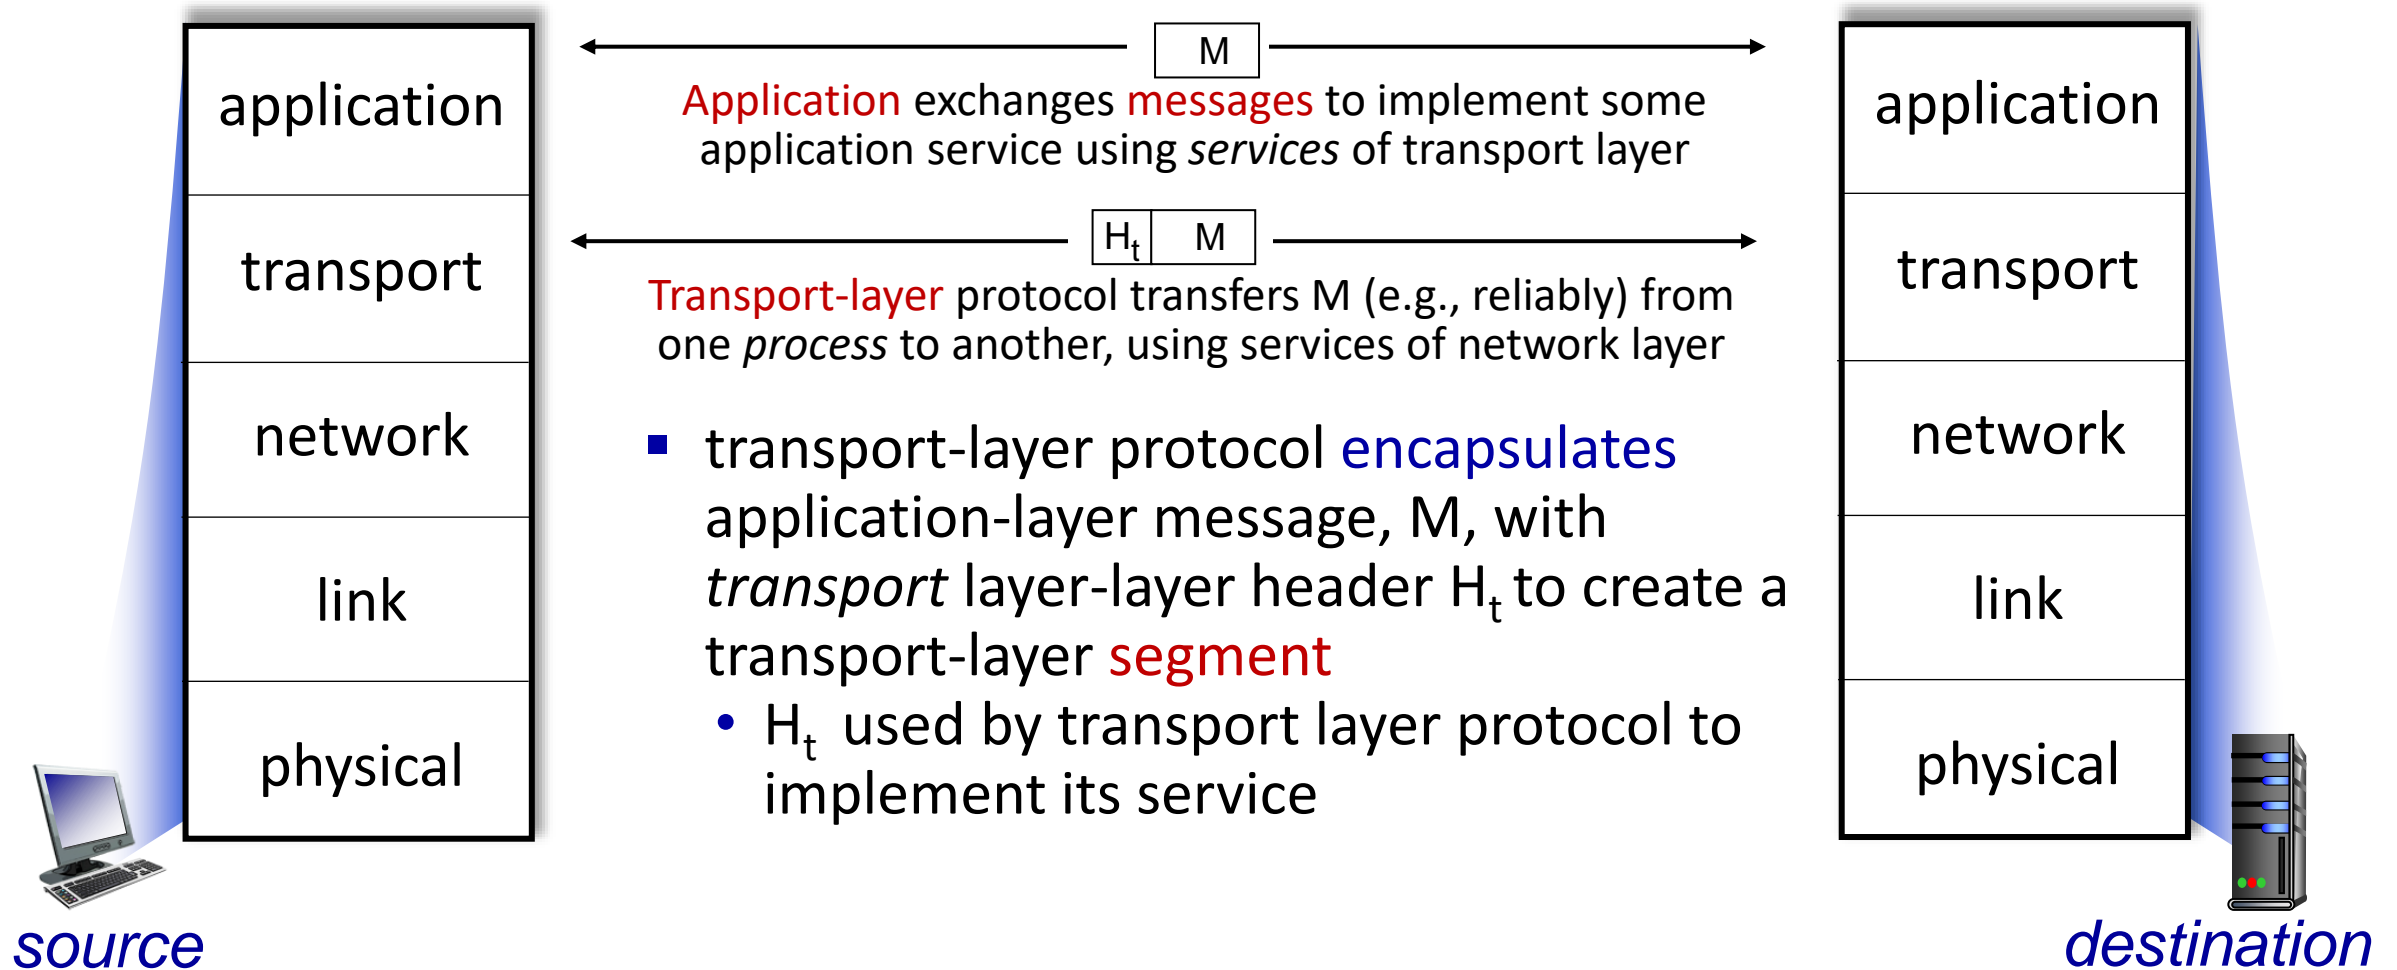 application
transport
network
link
physical
source
M
Application exchanges messages to implement some
application service using services of transport layer
Ht M
Transport-layer protocol transfers M (e.g., reliably) from
one process to another, using services of network layer
▪ transport-layer protocol encapsulates
application-layer message, M, with
transport layer-layer header Ht to create a
transport-layer segment
• Ht used by transport layer protocol to
implement its service
application
transport
network
link
physical
destination